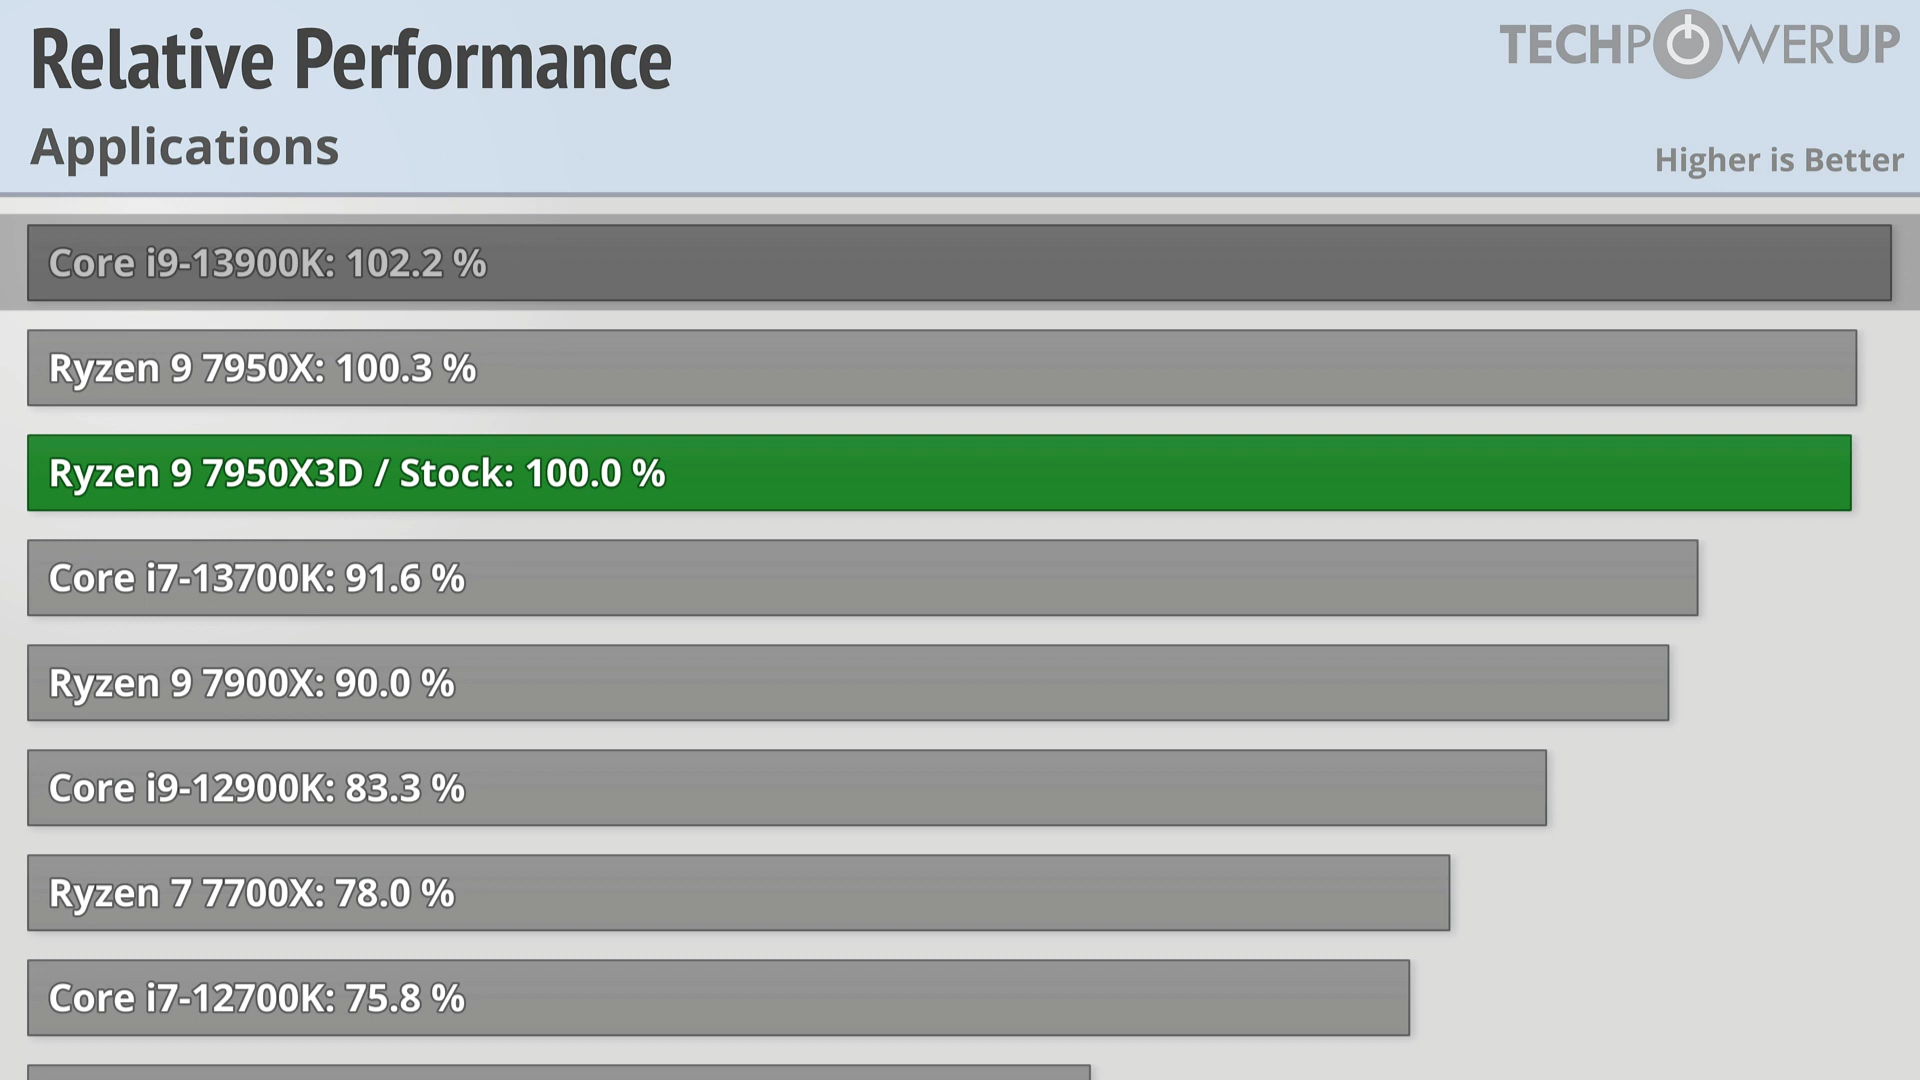 Relative Performance
TECHPOWERUP
Applications
Higher is Better
Core i9-13900K: 102.2 %
Ryzen 9 7950X: 100.3 %
Ryzen 9 7950X3D / Stock: 100.0 %
Core i7-13700K: 91.6 %
Ryzen 9 7900X: 90.0 %
Core i9-12900K: 83.3 %
Ryzen 7 7700X: 78.0 %
Core i7-12700K: 75.8 %